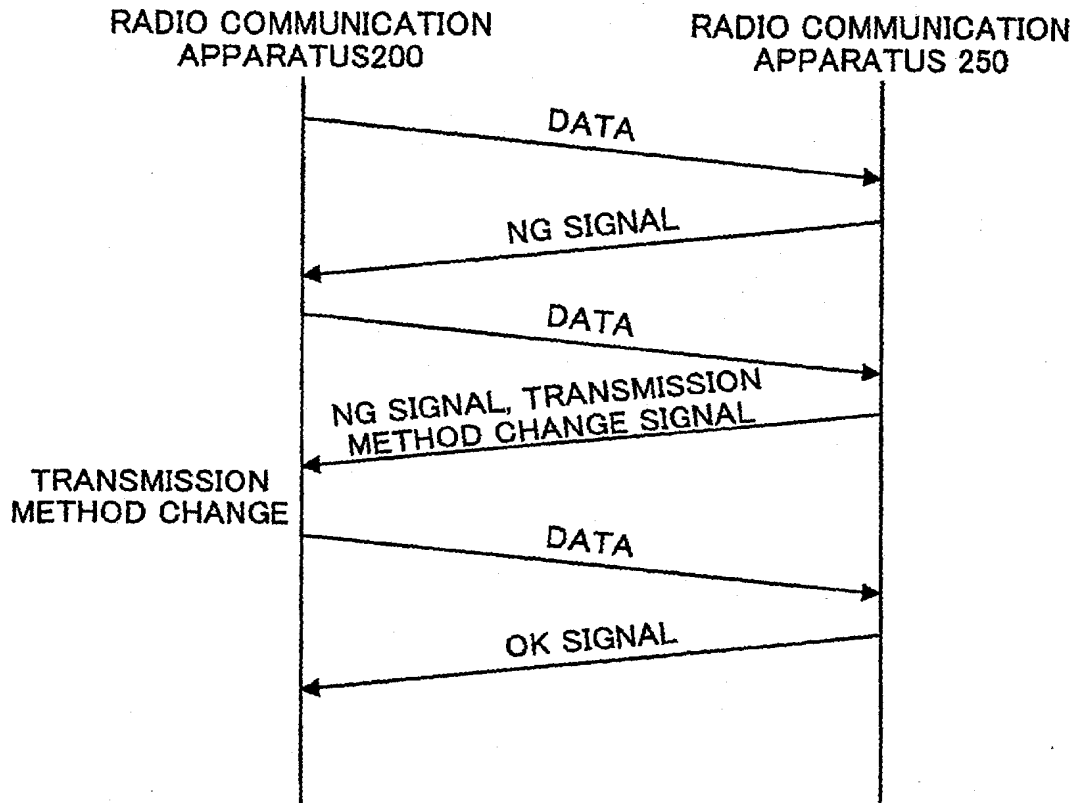 RADIO COMMUNICATION
APPARATUS200
RADIO COMMUNICATION
APPARATUS 250
DATA
NG SIGNAL
DATA
NG SIGNAL, TRANSMISSION
METHOD CHANGE SIGNAL
TRANSMISSION
METHOD CHANGE
DATA
OK SIGNAL